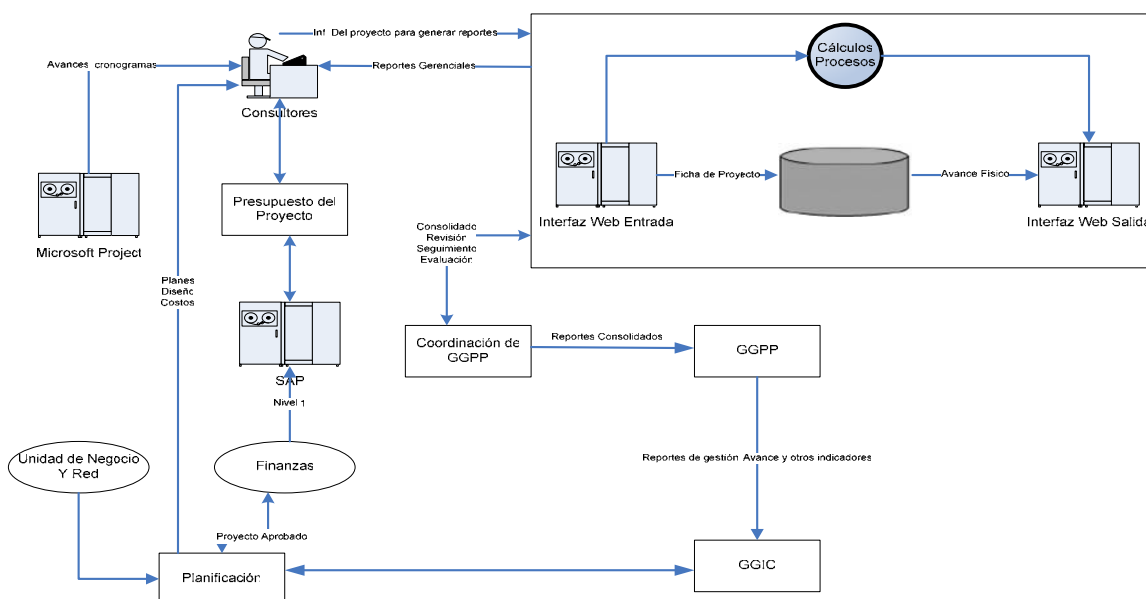 Inf. Del proyecto para generar reportes
Avances cronogramas
Reportes Gerenciales
Consultores
Cálculos
Procesos
Ficha de Proyecto
Avance Físico
Interfaz Web Entrada
Interfaz Web Salida
Microsoft Project
Presupuesto del
Proyecto
Consolidado
Revisión
Seguimiento
Evaluación
Planes
Diseño
Costos
Coordinación de
GGPP
Reportes Consolidados
GGPP
SAP
Nivel 1
Unidad de Negocio
Y Red
Finanzas
Reportes de gestión Avance y otros indicadores
Proyecto Aprobado
Planificación
GGIC